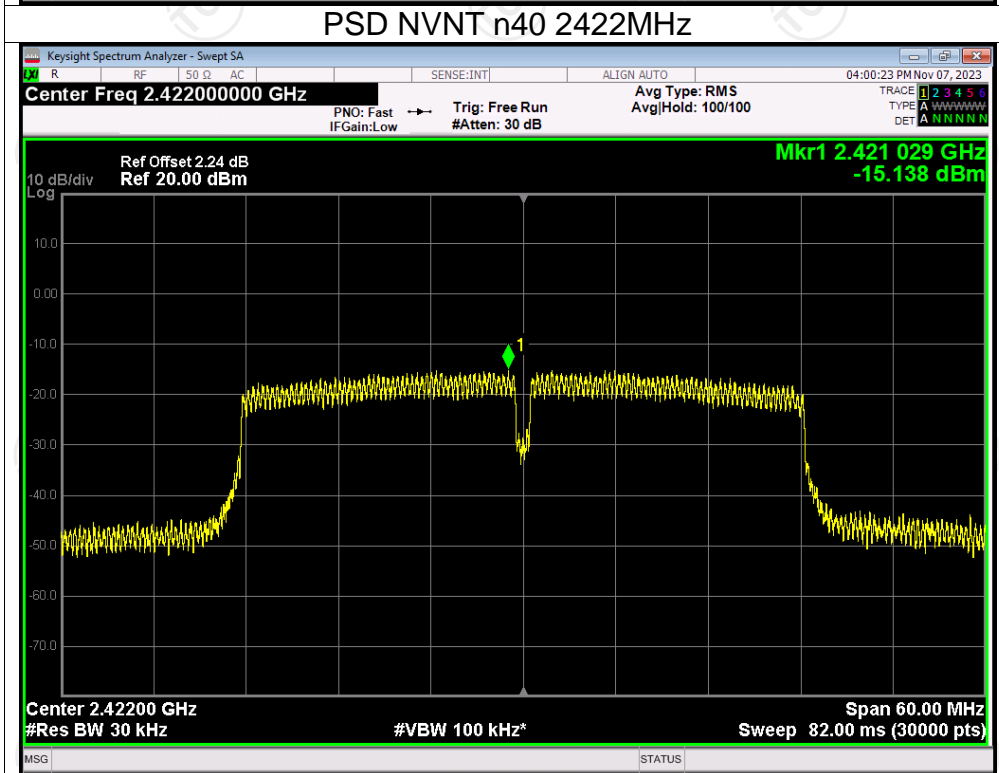 PSD NVNT n40 2422MHz
Keysight Spectrum Analyzer - Swept SA
LXI R RF 50 Ω AC SENSE:INT ALIGN AUTO 04:00:23 PM Nov 07, 2023
Center Freq 2.422000000 GHz
PNO: Fast
IFGain:Low
Trig: Free Run
#Atten: 30 dB
Avg Type: RMS
Avg|Hold: 100/100
TRACE 1 2 3 4 5 6
TYPE A WWWWW
DET A N N N N N
Mkr1 2.421 029 GHz
-15.138 dBm
Ref Offset 2.24 dB
10 dB/div Ref 20.00 dBm
Log
10.0
0.00
-10.0
1
-20.0
-30.0
-40.0
-50.0
-60.0
-70.0
Center 2.42200 GHz Span 60.00 MHz
#Res BW 30 kHz #VBW 100 kHz* Sweep 82.00 ms (30000 pts)
MSG STATUS